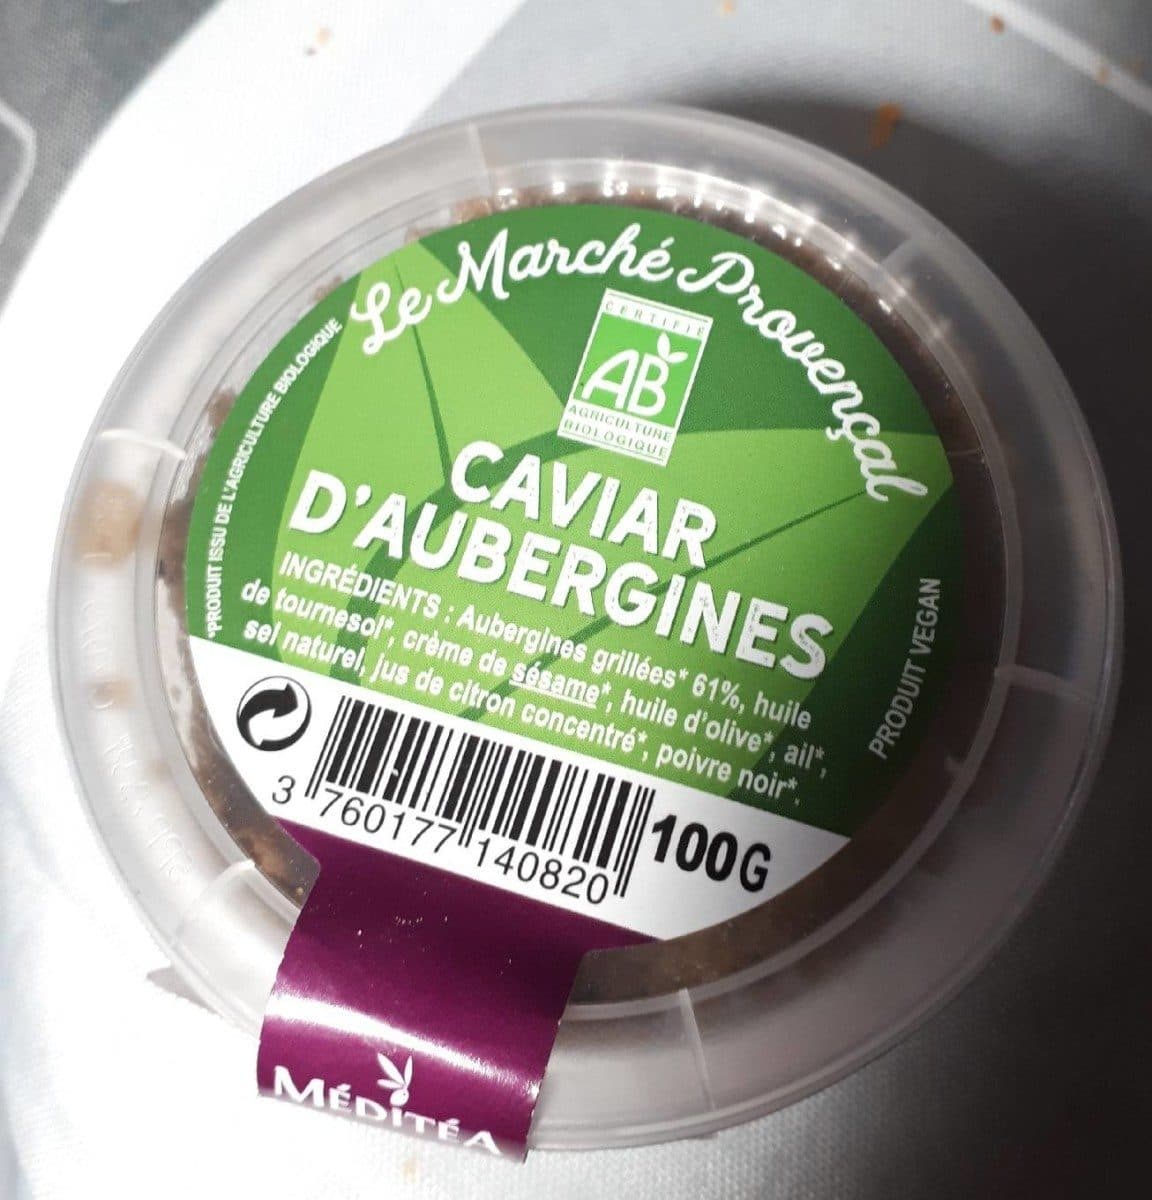 Le Marché Provençal
CERTIFIÉ
AB
AGRICULTURE
BIOLOGIQUE
*PRODUIT ISSU DE L'AGRICULTURE BIOLOGIQUE
CAVIAR
D'AUBERGINES
INGRÉDIENTS : Aubergines grillées* 61%, huile
de tournesol*, crème de sésame*, huile d'olive*, ail*,
sel naturel, jus de citron concentré*, poivre noir*.
PRODUIT VEGAN
3 760177 140820
100G
MÉDITÉA